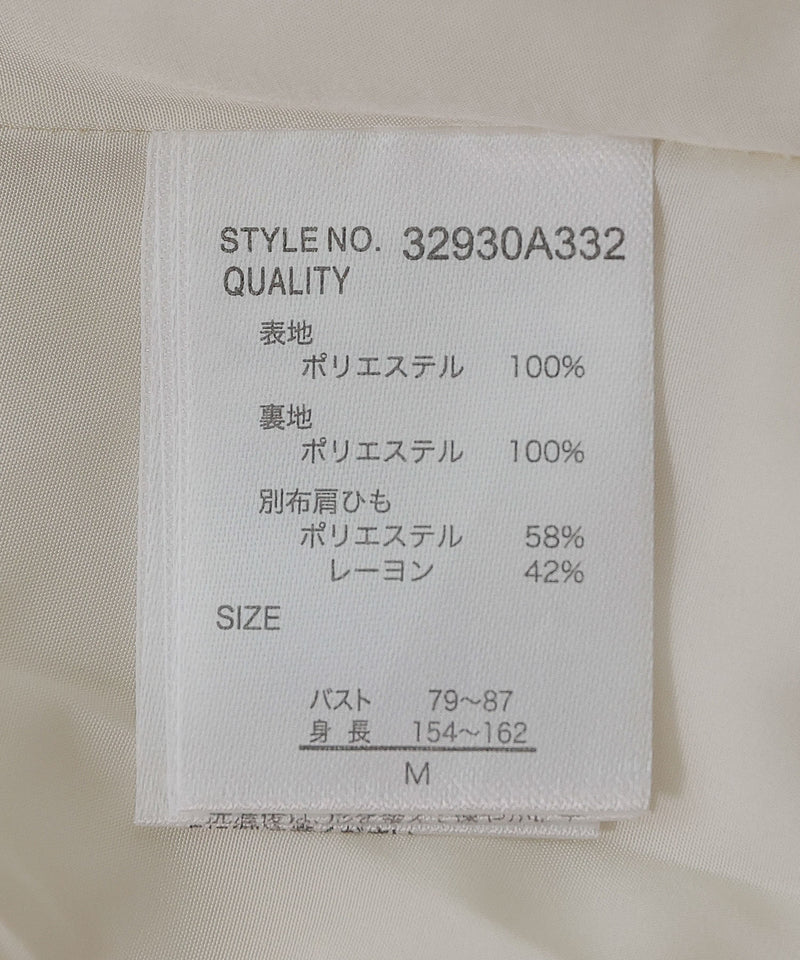 STYLE NO. 32930A332
QUALITY
表地
ポリエステル 100%
裏地
ポリエステル 100%
別布肩ひも
ポリエステル 58%
レーヨン 42%
SIZE
バスト 79～87
身長 154～162
M